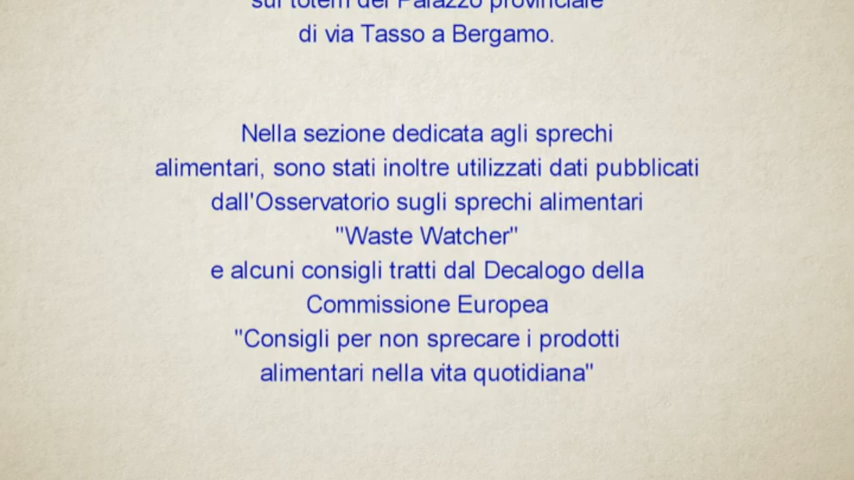 sul totem del Palazzo provinciale
di via Tasso a Bergamo.
Nella sezione dedicata agli sprechi
alimentari, sono stati inoltre utilizzati dati pubblicati
dall'Osservatorio sugli sprechi alimentari
"Waste Watcher"
e alcuni consigli tratti dal Decalogo della
Commissione Europea
"Consigli per non sprecare i prodotti
alimentari nella vita quotidiana"